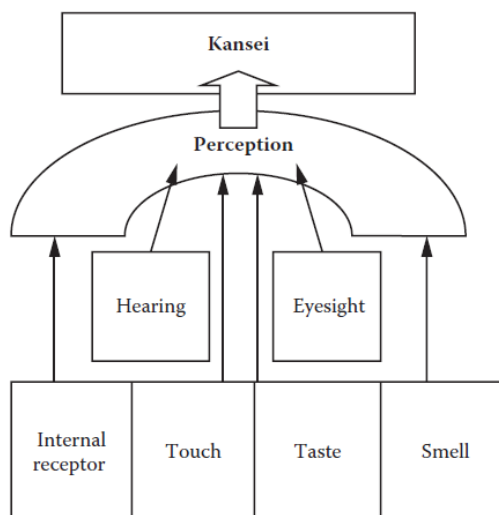 Kansei
Perception
Hearing
Eyesight
Internal
receptor
Touch
Taste
Smell